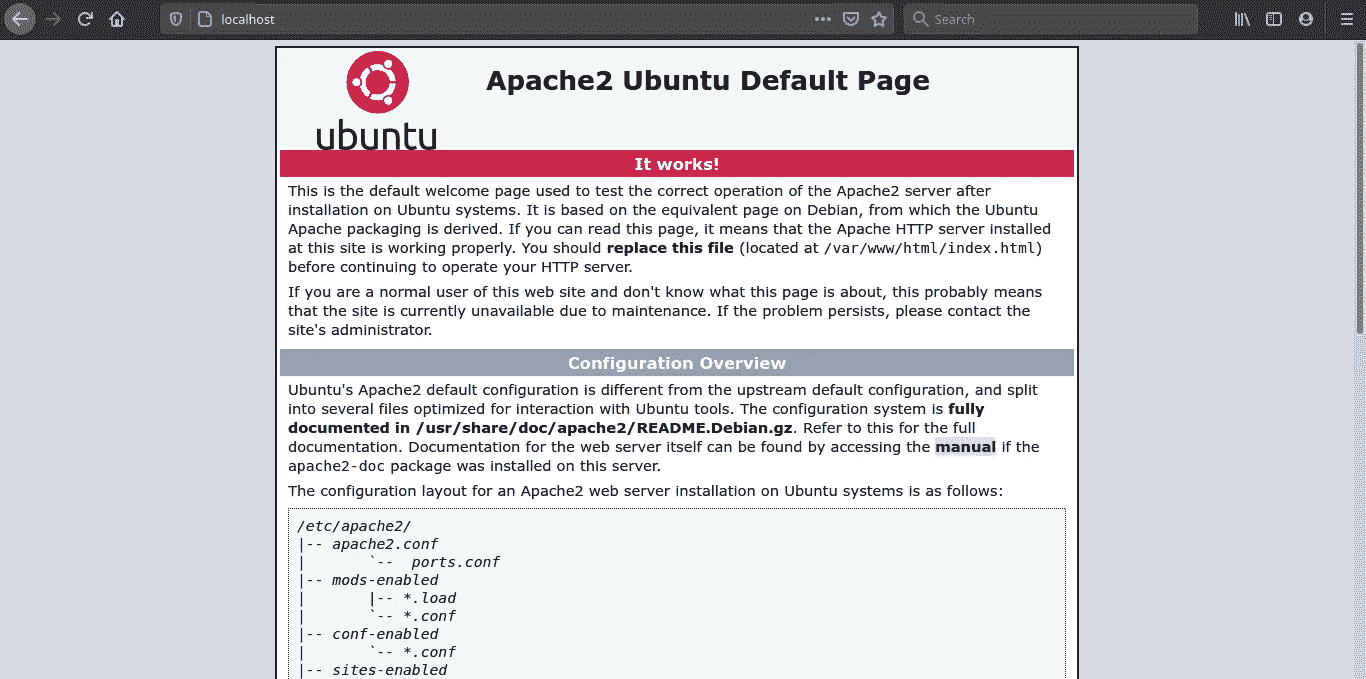 localhost
Search
ubuntu
Apache2 Ubuntu Default Page
It works!
This is the default welcome page used to test the correct operation of the Apache2 server after
installation on Ubuntu systems. It is based on the equivalent page on Debian, from which the Ubuntu
Apache packaging is derived. If you can read this page, it means that the Apache HTTP server installed
at this site is working properly. You should replace this file (located at /var/www/html/index.html)
before continuing to operate your HTTP server.
If you are a normal user of this web site and don't know what this page is about, this probably means
that the site is currently unavailable due to maintenance. If the problem persists, please contact the
site's administrator.
Configuration Overview
Ubuntu's Apache2 default configuration is different from the upstream default configuration, and split
into several files optimized for interaction with Ubuntu tools. The configuration system is fully
documented in /usr/share/doc/apache2/README.Debian.gz. Refer to this for the full
documentation. Documentation for the web server itself can be found by accessing the manual if the
apache2-doc package was installed on this server.
The configuration layout for an Apache2 web server installation on Ubuntu systems is as follows:
/etc/apache2/
|-- apache2.conf
|       `--  ports.conf
|-- mods-enabled
|       |-- *.load
|       `-- *.conf
|-- conf-enabled
|       `-- *.conf
|-- sites-enabled